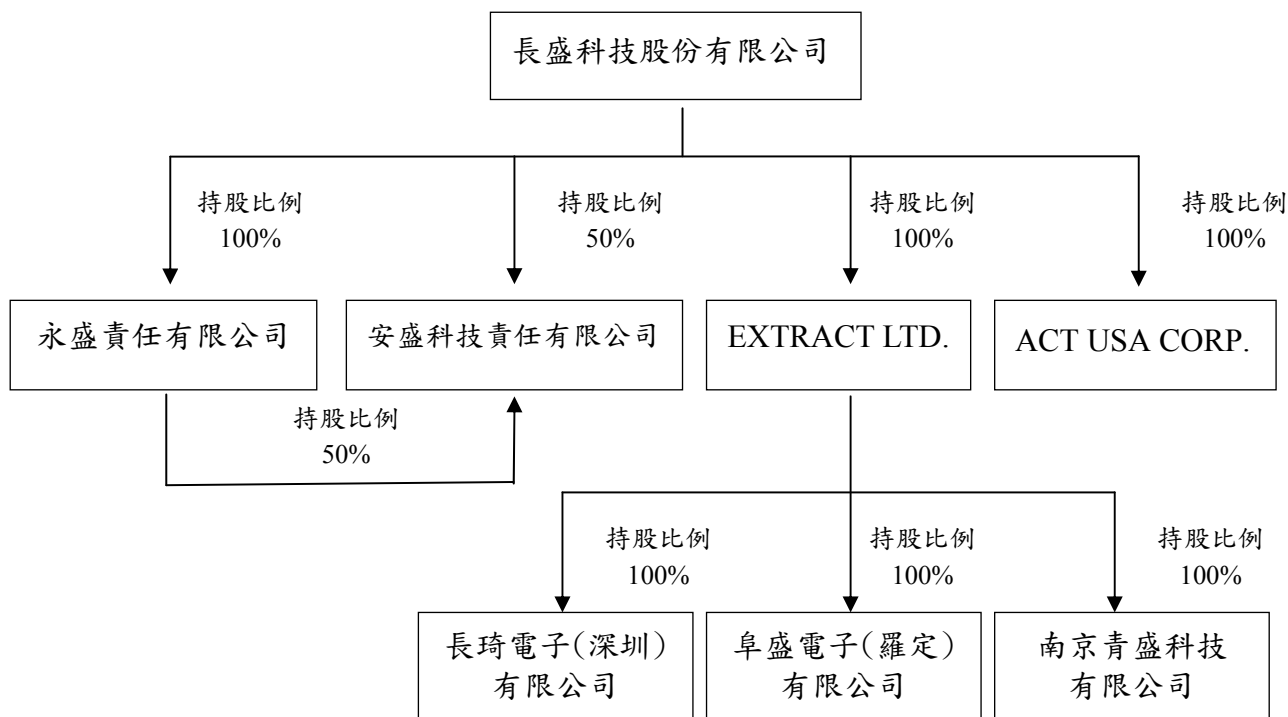 長盛科技股份有限公司
持股比例
100%
持股比例
50%
持股比例
100%
持股比例
100%
永盛責任有限公司
安盛科技責任有限公司
EXTRACT LTD.
ACT USA CORP.
持股比例
50%
持股比例
100%
持股比例
100%
持股比例
100%
長琦電子(深圳)
有限公司
阜盛電子(羅定)
有限公司
南京青盛科技
有限公司